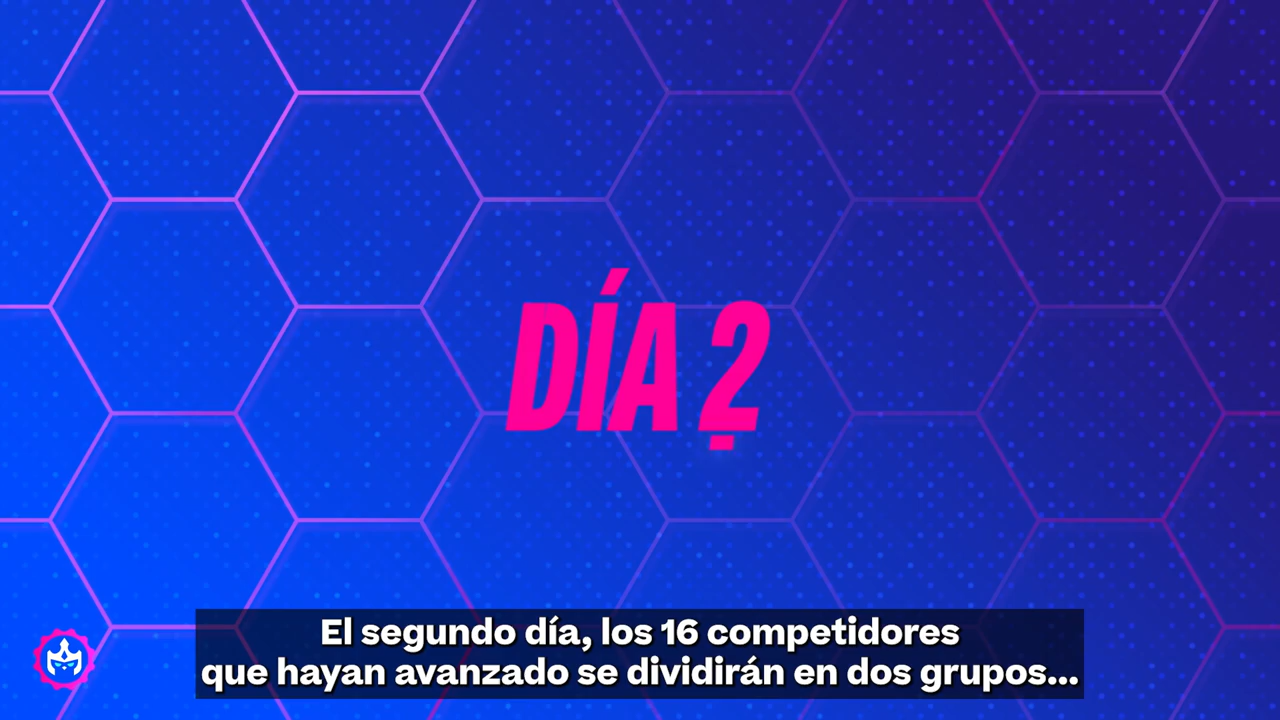 DÍA 2
El segundo día, los 16 competidores
que hayan avanzado se dividirán en dos grupos...